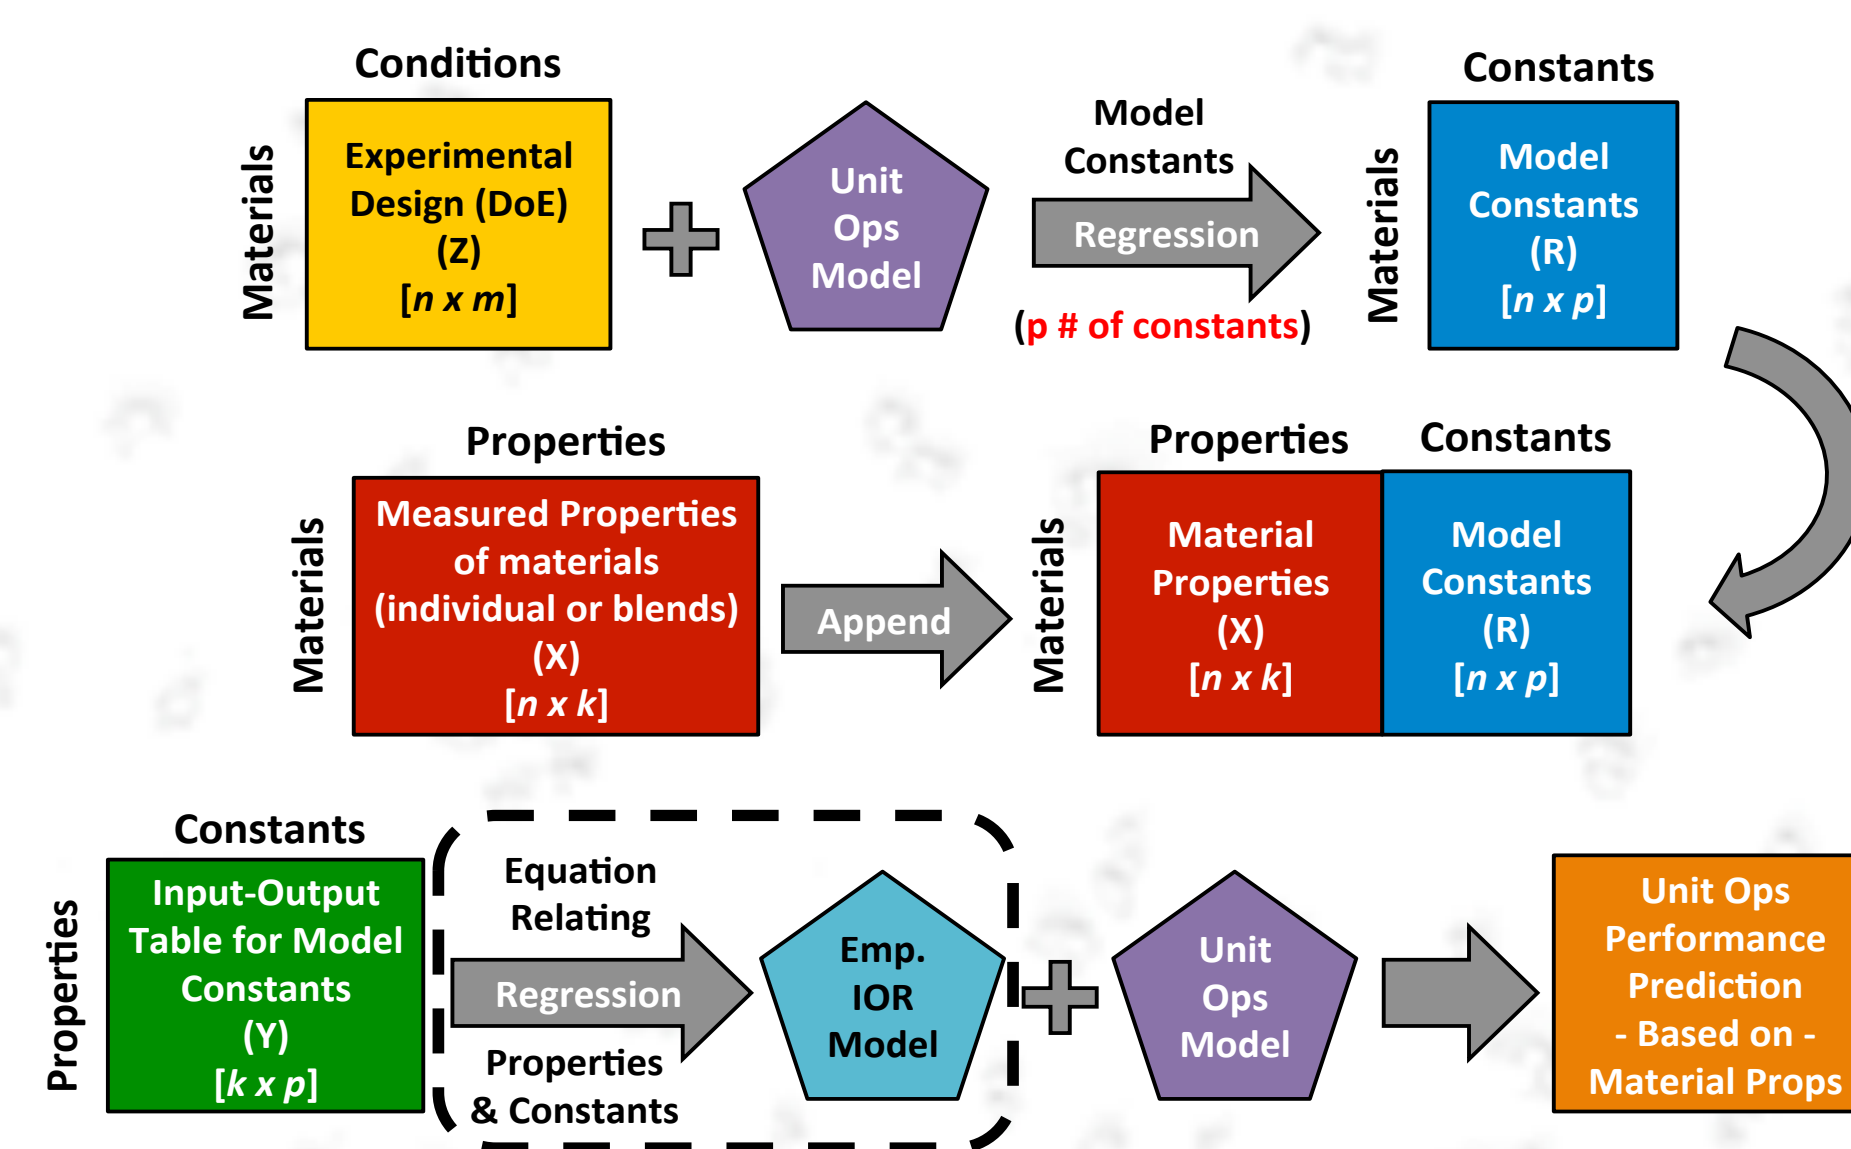 Conditions
Materials
Experimental
Design (DoE)
(Z)
[n x m]
Unit
Ops
Model
Model
Constants
Regression
(p # of constants)
Constants
Materials
Model
Constants
(R)
[n x p]
Properties
Materials
Measured Properties
of materials
(individual or blends)
(X)
[n x k]
Append
Properties
Constants
Materials
Material
Properties
(X)
[n x k]
Model
Constants
(R)
[n x p]
Constants
Properties
Input-Output
Table for Model
Constants
(Y)
[k x p]
Equation
Relating
Regression
Properties
& Constants
Emp.
IOR
Model
Unit
Ops
Model
Unit Ops
Performance
Prediction
- Based on -
Material Props